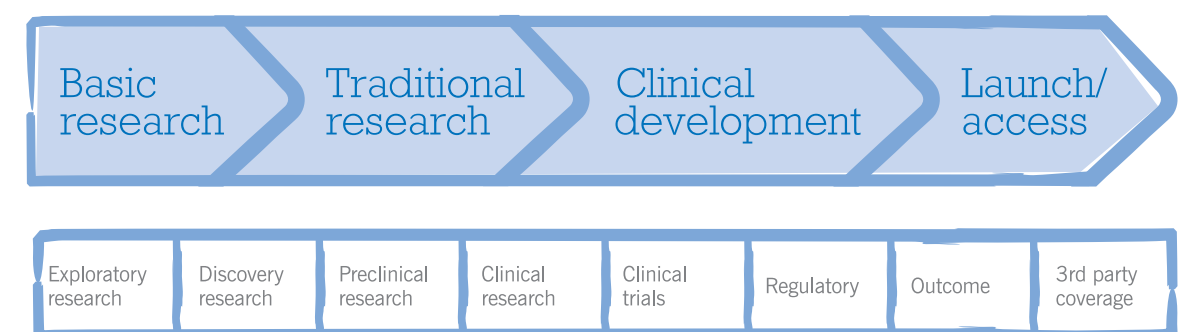 Basic
research
Traditional
research
Clinical
development
Launch/
access
Exploratory
research
Discovery
research
Preclinical
research
Clinical
research
Clinical
trials
Regulatory
Outcome
3rd party
coverage